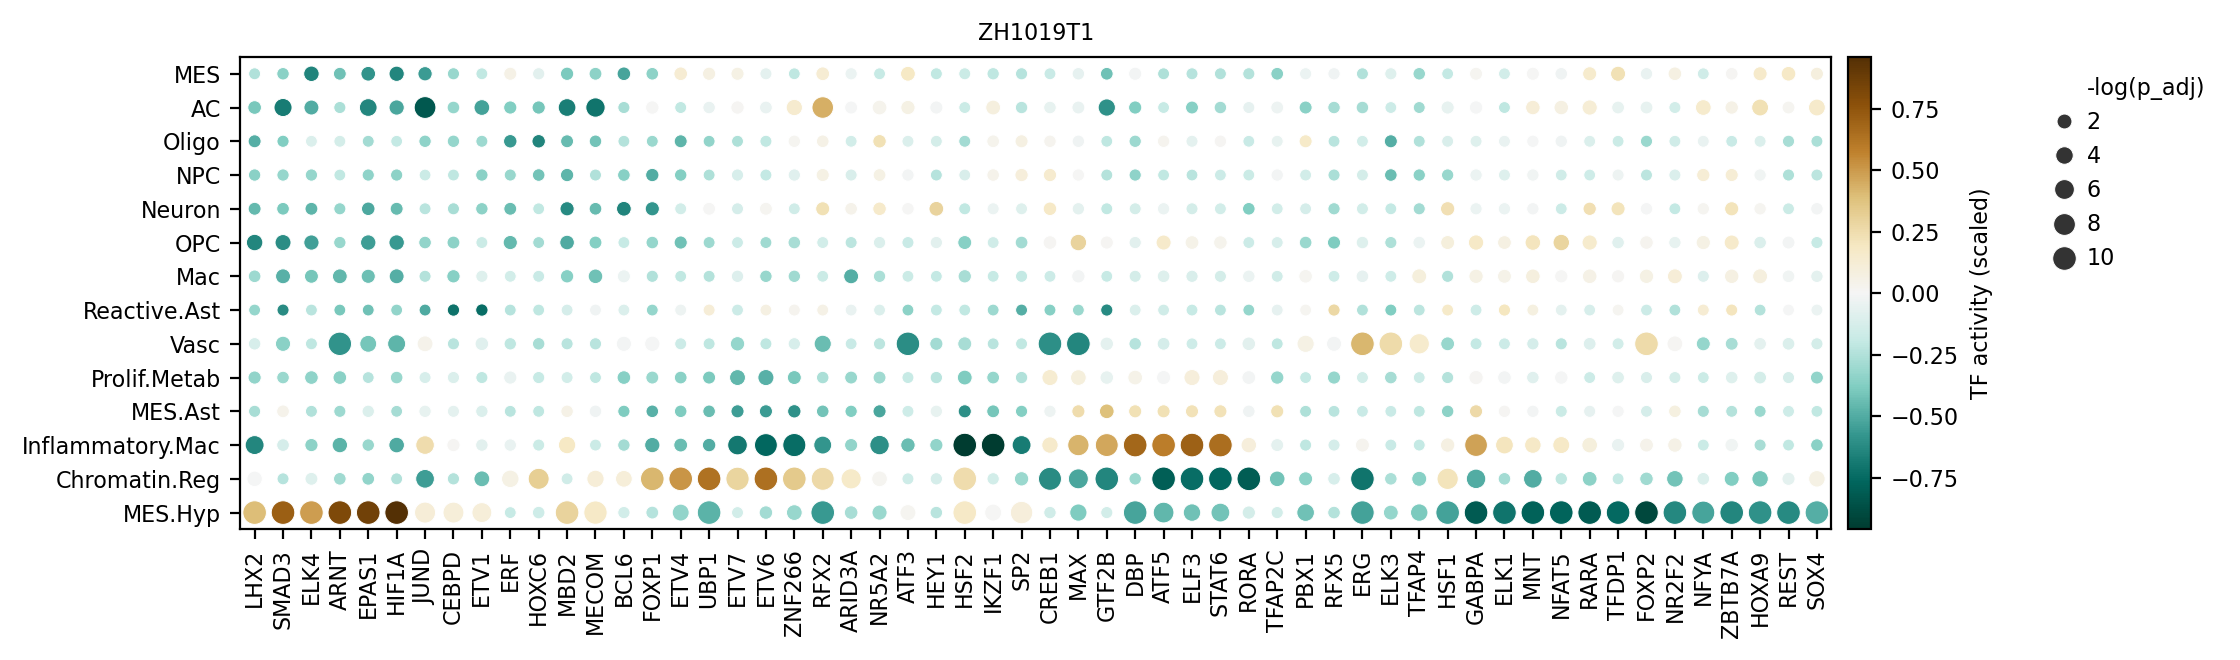 ZH1019T1
MES
AC
Oligo
NPC
Neuron
OPC
Mac
Reactive.Ast
Vasc
Prolif.Metab
MES.Ast
Inflammatory.Mac
Chromatin.Reg
MES.Hyp
LHX2
SMAD3
ELK4
ARNT
EPAS1
HIF1A
JUND
CEBPD
ETV1
ERF
HOXC6
MBD2
MECOM
BCL6
FOXP1
ETV4
UBP1
ETV7
ETV6
ZNF266
RFX2
ARID3A
NR5A2
ATF3
HEY1
HSF2
IKZF1
SP2
CREB1
MAX
GTF2B
DBP
ATF5
ELF3
STAT6
RORA
TFAP2C
PBX1
RFX5
ERG
ELK3
TFAP4
HSF1
GABPA
ELK1
MNT
NFAT5
RARA
TFDP1
FOXP2
NR2F2
NFYA
ZBTB7A
HOXA9
REST
SOX4
0.75
0.50
0.25
0.00
−0.25
−0.50
−0.75
TF activity (scaled)
-log(p_adj)
2
4
6
8
10